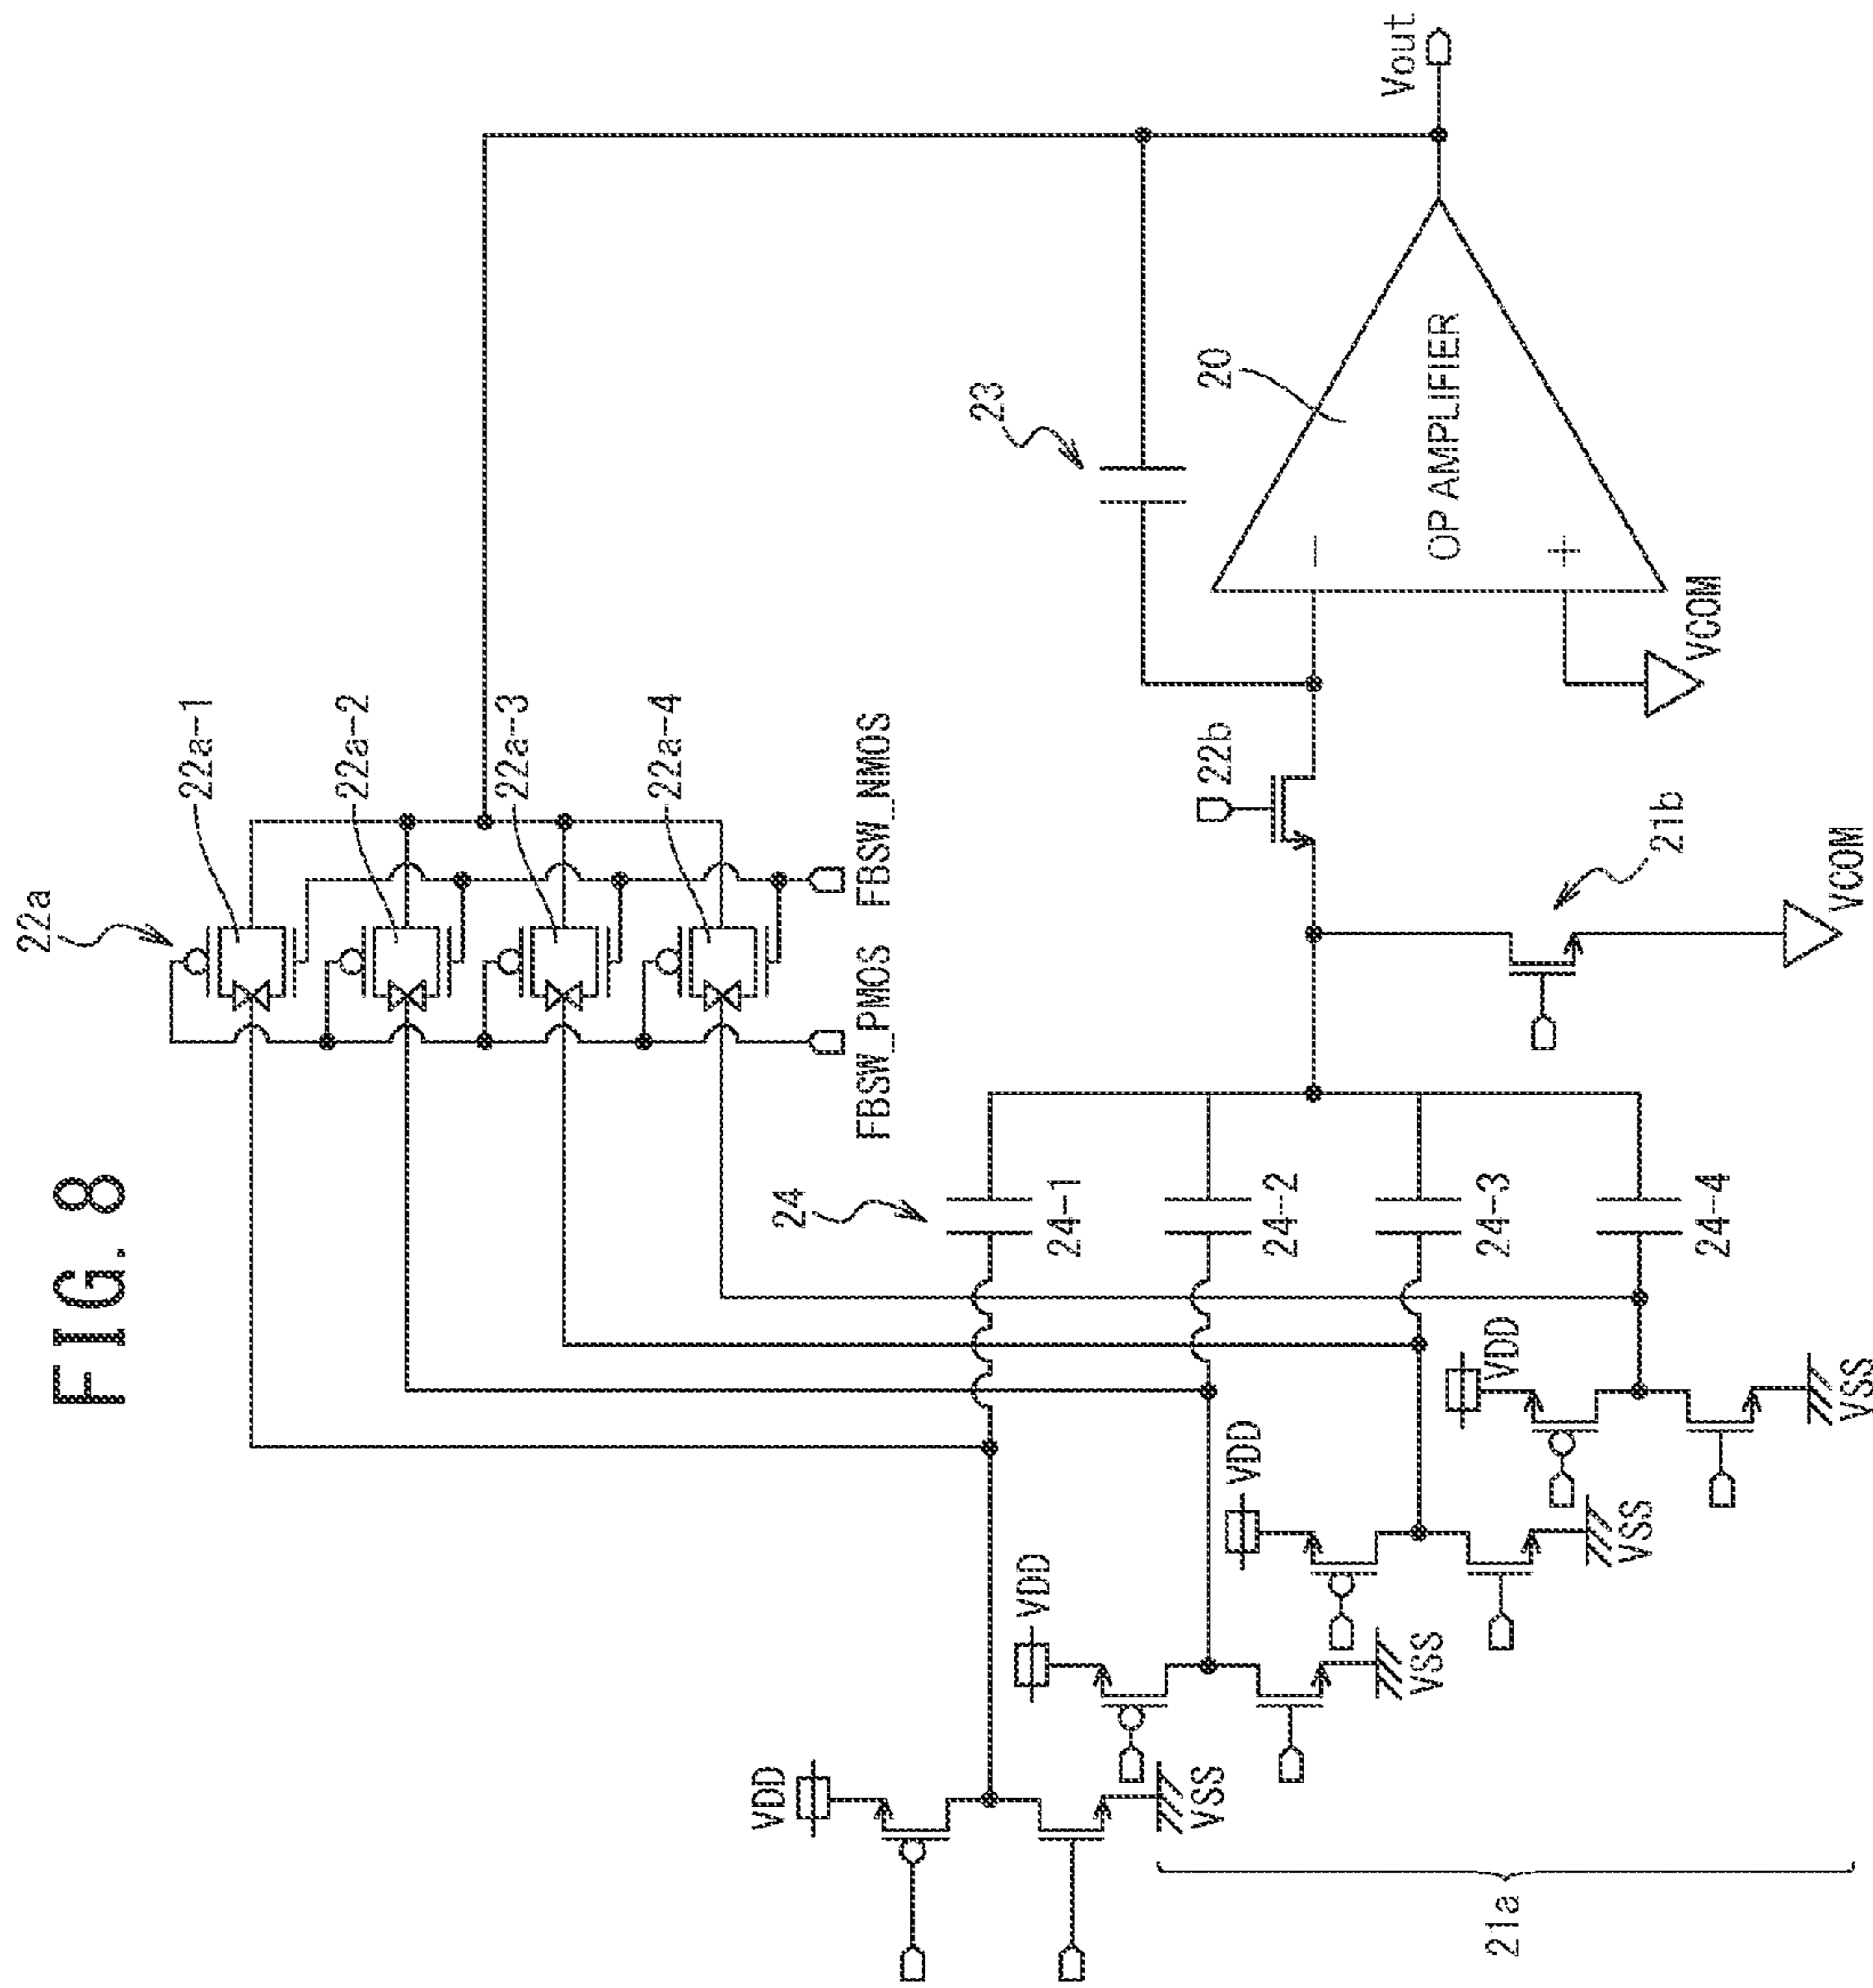 FIG. 8
22a
22a-1
22a-2
22a-3
22a-4
FBSW_PMOS
FBSW_NMOS
Vout
24
24-1
24-2
24-3
24-4
23
20
OP AMPLIFIER
−
+
VCOM
22b
21b
VCOM
VDD
VSS
VDD
VSS
VDD
VSS
VDD
VSS
21a